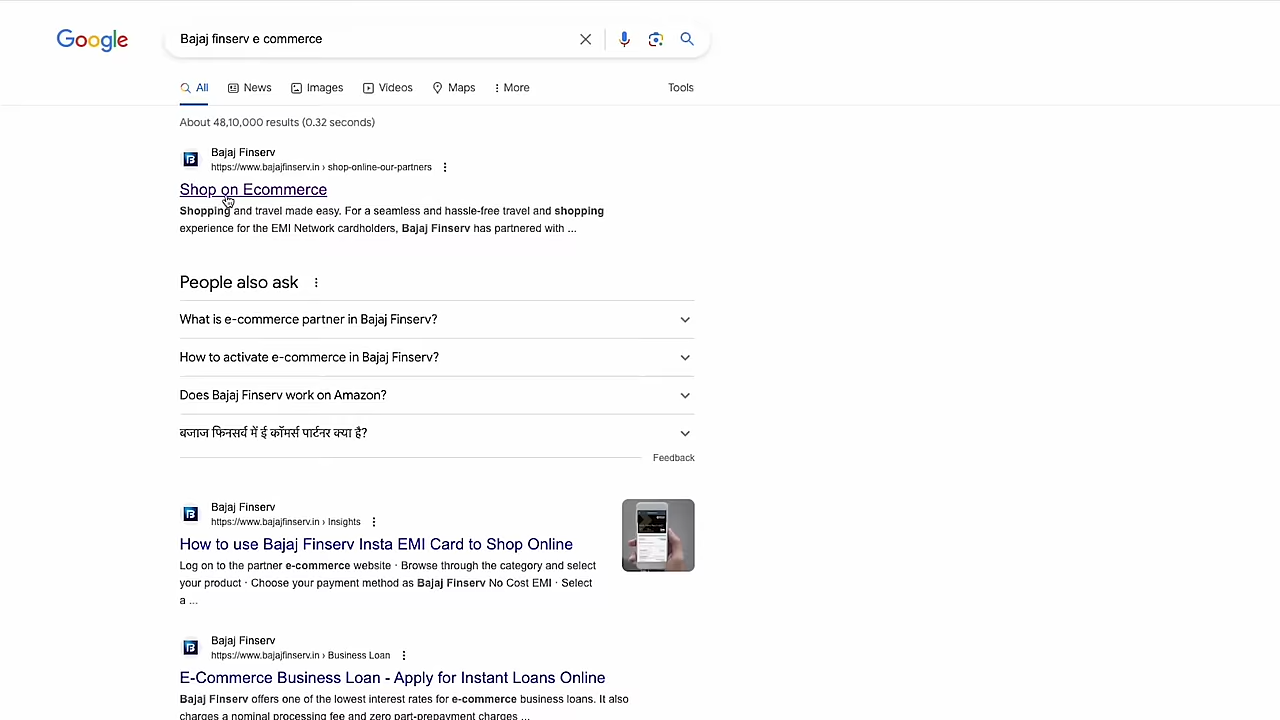 Google
Bajaj finserv e commerce
All News Images Videos Maps More Tools
About 48,10,000 results (0.32 seconds)
Bajaj Finserv
https://www.bajajfinserv.in › shop-online-our-partners
Shop on Ecommerce
Shopping and travel made easy. For a seamless and hassle-free travel and shopping
experience for the EMI Network cardholders, Bajaj Finserv has partnered with ...
People also ask
What is e-commerce partner in Bajaj Finserv?
How to activate e-commerce in Bajaj Finserv?
Does Bajaj Finserv work on Amazon?
बजाज फिनसर्व में ई कॉमर्स पार्टनर क्या है?
Feedback
Bajaj Finserv
https://www.bajajfinserv.in › Insights
How to use Bajaj Finserv Insta EMI Card to Shop Online
Log on to the partner e-commerce website · Browse through the category and select
your product · Choose your payment method as Bajaj Finserv No Cost EMI · Select
a ...
Bajaj Finserv
https://www.bajajfinserv.in › Business Loan
E-Commerce Business Loan - Apply for Instant Loans Online
Bajaj Finserv offers one of the lowest interest rates for e-commerce business loans. It also
charges a nominal processing fee and zero part-prepayment charges ...